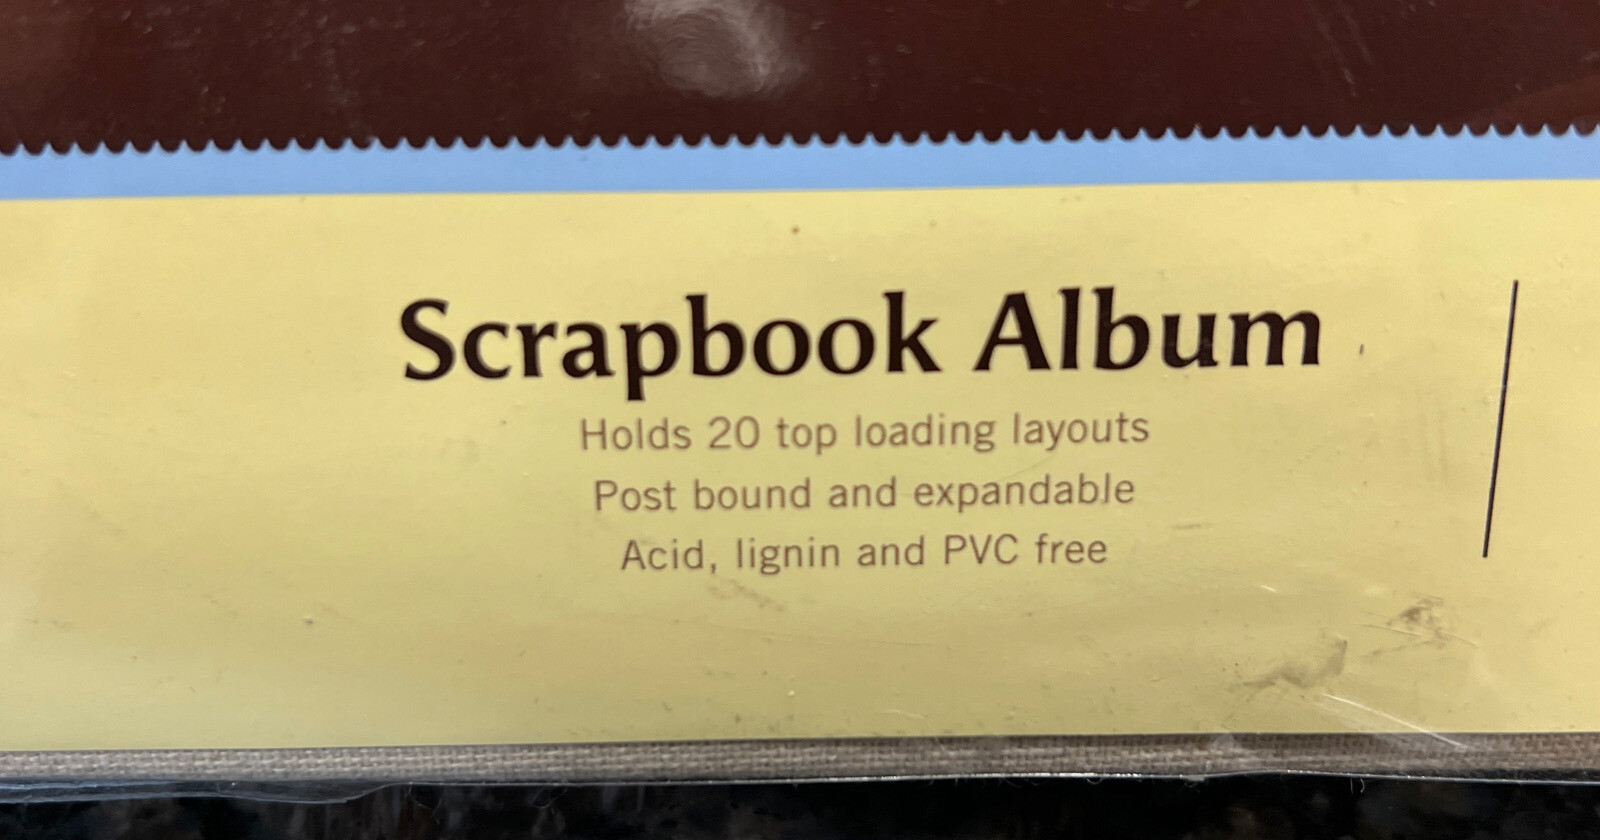 Scrapbook Album
Holds 20 top loading layouts
Post bound and expandable
Acid, lignin and PVC free